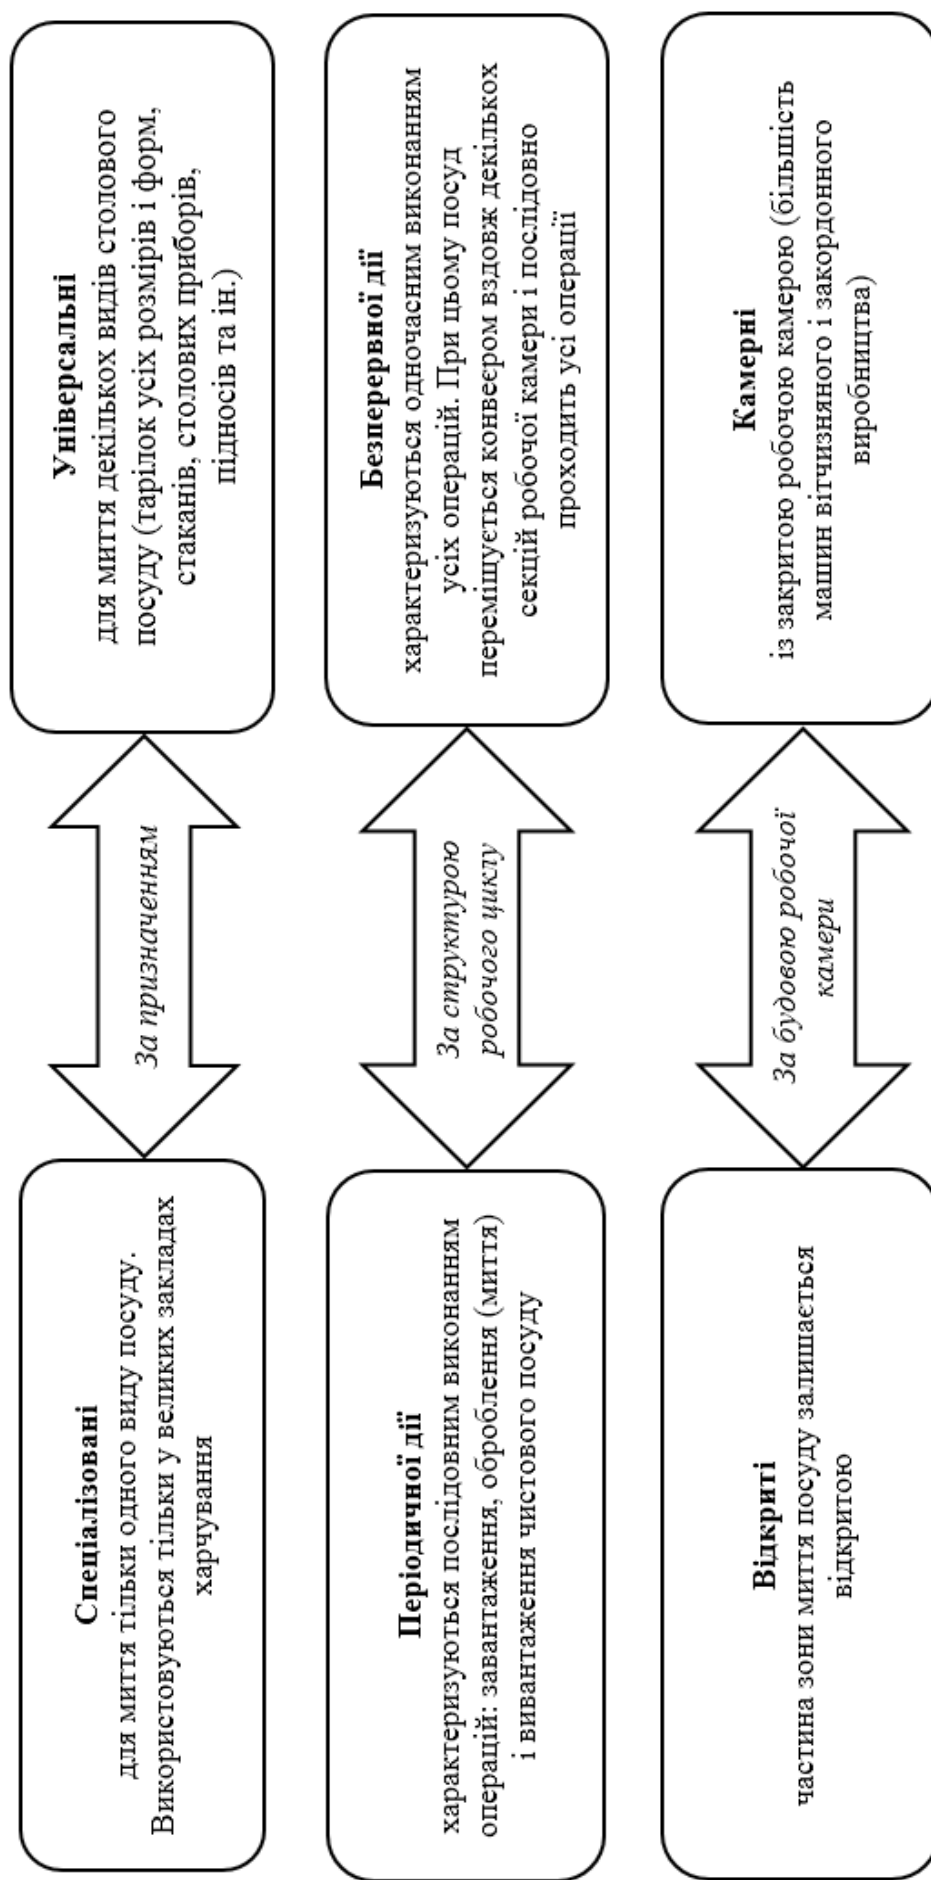 Спеціалізовані
для миття тільки одного виду посуду.
Використовуються тільки у великих закладах
харчування
За призначенням
Універсальні
для миття декількох видів столового
посуду (тарілок усіх розмірів і форм,
стаканів, столових приборів,
підносів та ін.)
Періодичної дії
характеризуються послідовним виконанням
операцій: завантаження, оброблення (миття)
і вивантаження чистового посуду
За структурою
робочого циклу
Безперервної дії
характеризуються одночасним виконанням
усіх операцій. При цьому посуд
переміщується конвеєром вздовж декількох
секцій робочої камери і послідовно
проходить усі операції
Відкриті
частина зони миття посуду залишається
відкритою
За будовою робочої
камери
Камерні
із закритою робочою камерою (більшість
машин вітчизняного і закордонного
виробництва)